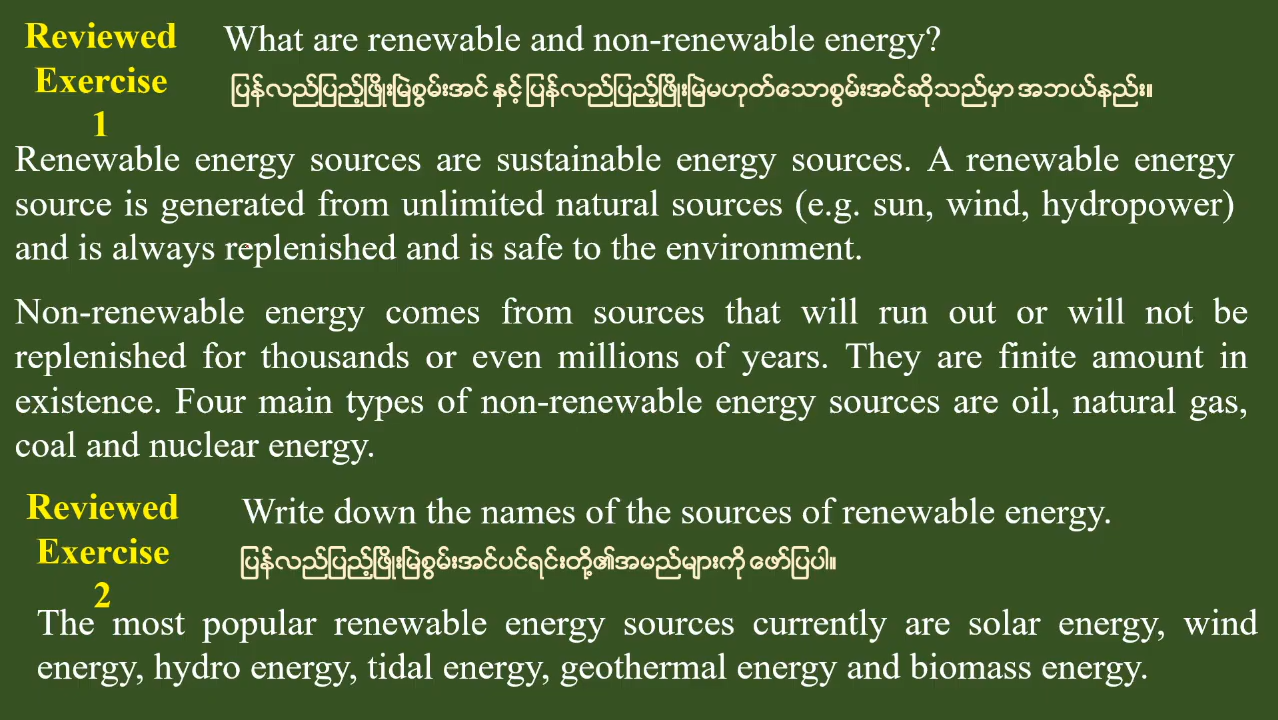 Reviewed
Exercise
1
What are renewable and non-renewable energy?
ပြန်လည်ပြည့်ဖြိုးမြဲစွမ်းအင် နှင့် ပြန်လည်ပြည့်ဖြိုးမြဲမဟုတ်သောစွမ်းအင်ဆိုသည်မှာ အဘယ်နည်း။
Renewable energy sources are sustainable energy sources. A renewable energy
source is generated from unlimited natural sources (e.g. sun, wind, hydropower)
and is always replenished and is safe to the environment.
Non-renewable energy comes from sources that will run out or will not be
replenished for thousands or even millions of years. They are finite amount in
existence. Four main types of non-renewable energy sources are oil, natural gas,
coal and nuclear energy.
Reviewed
Exercise
2
Write down the names of the sources of renewable energy.
ပြန်လည်ပြည့်ဖြိုးမြဲစွမ်းအင်ပင်ရင်းတို့၏အမည်များကို ဖော်ပြပါ။
The most popular renewable energy sources currently are solar energy, wind
energy, hydro energy, tidal energy, geothermal energy and biomass energy.